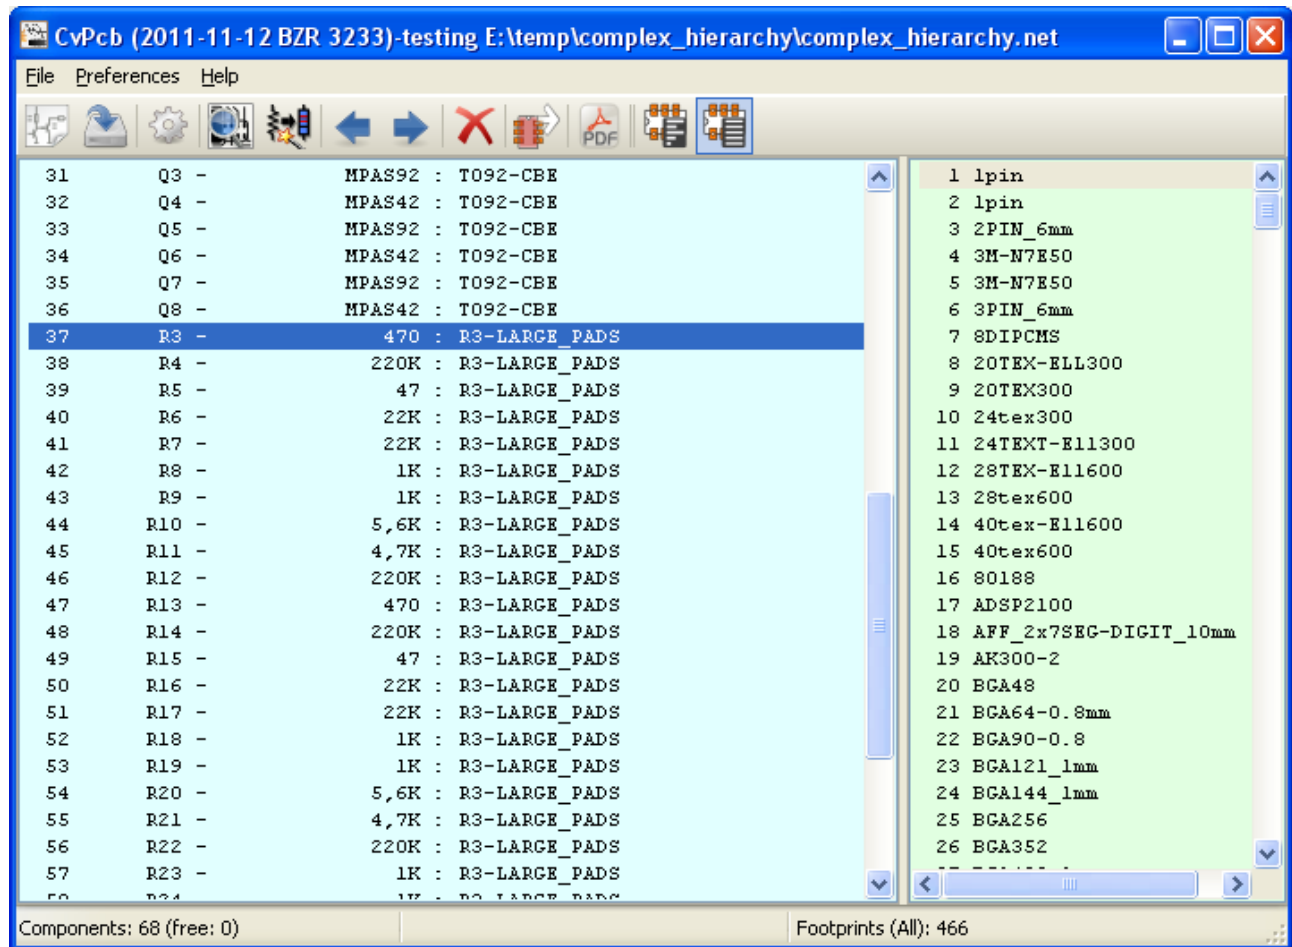 CvPcb (2011-11-12 BZR 3233)-testing E:\temp\complex_hierarchy\complex_hierarchy.net
File Preferences Help
PDF
31 Q3 - MPAS92 : TO92-CBE
32 Q4 - MPAS42 : TO92-CBE
33 Q5 - MPAS92 : TO92-CBE
34 Q6 - MPAS42 : TO92-CBE
35 Q7 - MPAS92 : TO92-CBE
36 Q8 - MPAS42 : TO92-CBE
37 R3 - 470 : R3-LARGE_PADS
38 R4 - 220K : R3-LARGE_PADS
39 R5 - 47 : R3-LARGE_PADS
40 R6 - 22K : R3-LARGE_PADS
41 R7 - 22K : R3-LARGE_PADS
42 R8 - 1K : R3-LARGE_PADS
43 R9 - 1K : R3-LARGE_PADS
44 R10 - 5,6K : R3-LARGE_PADS
45 R11 - 4,7K : R3-LARGE_PADS
46 R12 - 220K : R3-LARGE_PADS
47 R13 - 470 : R3-LARGE_PADS
48 R14 - 220K : R3-LARGE_PADS
49 R15 - 47 : R3-LARGE_PADS
50 R16 - 22K : R3-LARGE_PADS
51 R17 - 22K : R3-LARGE_PADS
52 R18 - 1K : R3-LARGE_PADS
53 R19 - 1K : R3-LARGE_PADS
54 R20 - 5,6K : R3-LARGE_PADS
55 R21 - 4,7K : R3-LARGE_PADS
56 R22 - 220K : R3-LARGE_PADS
57 R23 - 1K : R3-LARGE_PADS
1 1pin
2 1pin
3 2PIN_6mm
4 3M-N7E50
5 3M-N7E50
6 3PIN_6mm
7 8DIPCMS
8 20TEX-ELL300
9 20TEX300
10 24tex300
11 24TEXT-Ell300
12 28TEX-Ell600
13 28tex600
14 40tex-Ell600
15 40tex600
16 80188
17 ADSP2100
18 AFF_2x7SEG-DIGIT_10mm
19 AK300-2
20 BGA48
21 BGA64-0.8mm
22 BGA90-0.8
23 BGA121_1mm
24 BGA144_1mm
25 BGA256
26 BGA352
Components: 68 (free: 0)
Footprints (All): 466